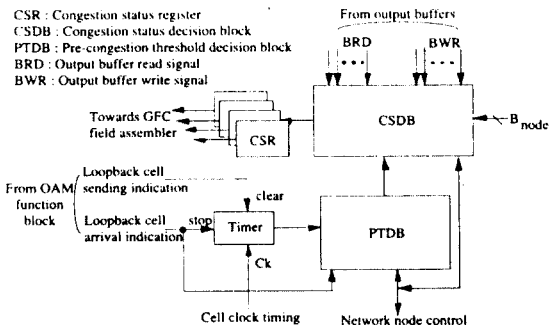 CSR : Congestion status register
CSDB : Congestion status decision block
PTDB : Pre-congestion threshold decision block
BRD : Output buffer read signal
BWR : Output buffer write signal
From output buffers
BRD
BWR
Towards GFC
field assembler
CSR
CSDB
B node
From OAM
function
block
Loopback cell
sending indication
Loopback cell
arrival indication
clear
stop
Timer
PTDB
Ck
Cell clock timing
Network node control